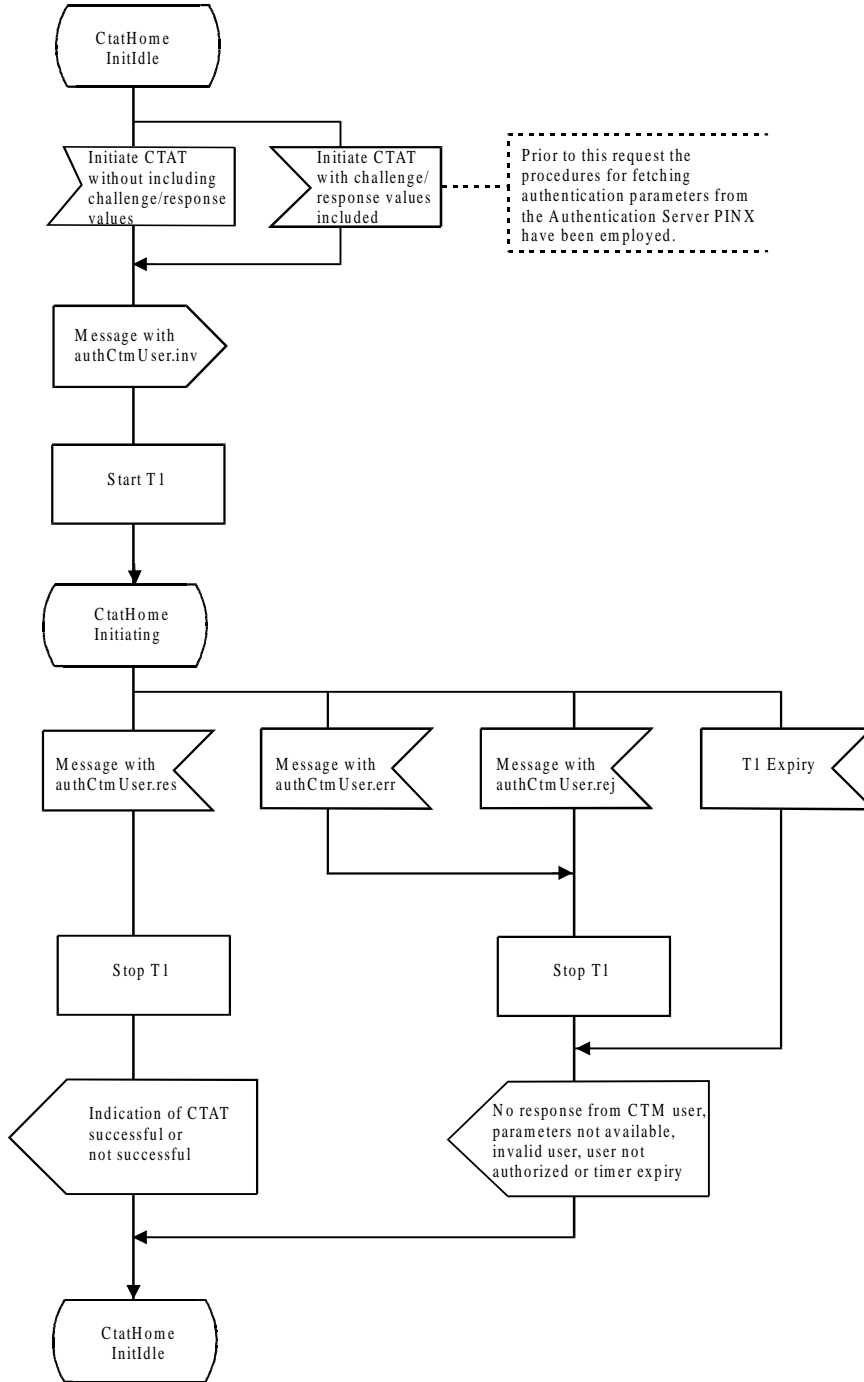 CtatHome
InitIdle
Initiate CTAT
without including
challenge/response
values
Initiate CTAT
with challenge/
response values
included
Prior to this request the
procedures for fetching
authentication parameters from
the Authentication Server PINX
have been employed.
Message with
authCtmUser.inv
Start T1
CtatHome
Initiating
Message with
authCtmUser.res
Message with
authCtmUser.err
Message with
authCtmUser.rej
T1 Expiry
Stop T1
Stop T1
Indication of CTAT
successful or
not successful
No response from CTM user,
parameters not available,
invalid user, user not
authorized or timer expiry
CtatHome
InitIdle